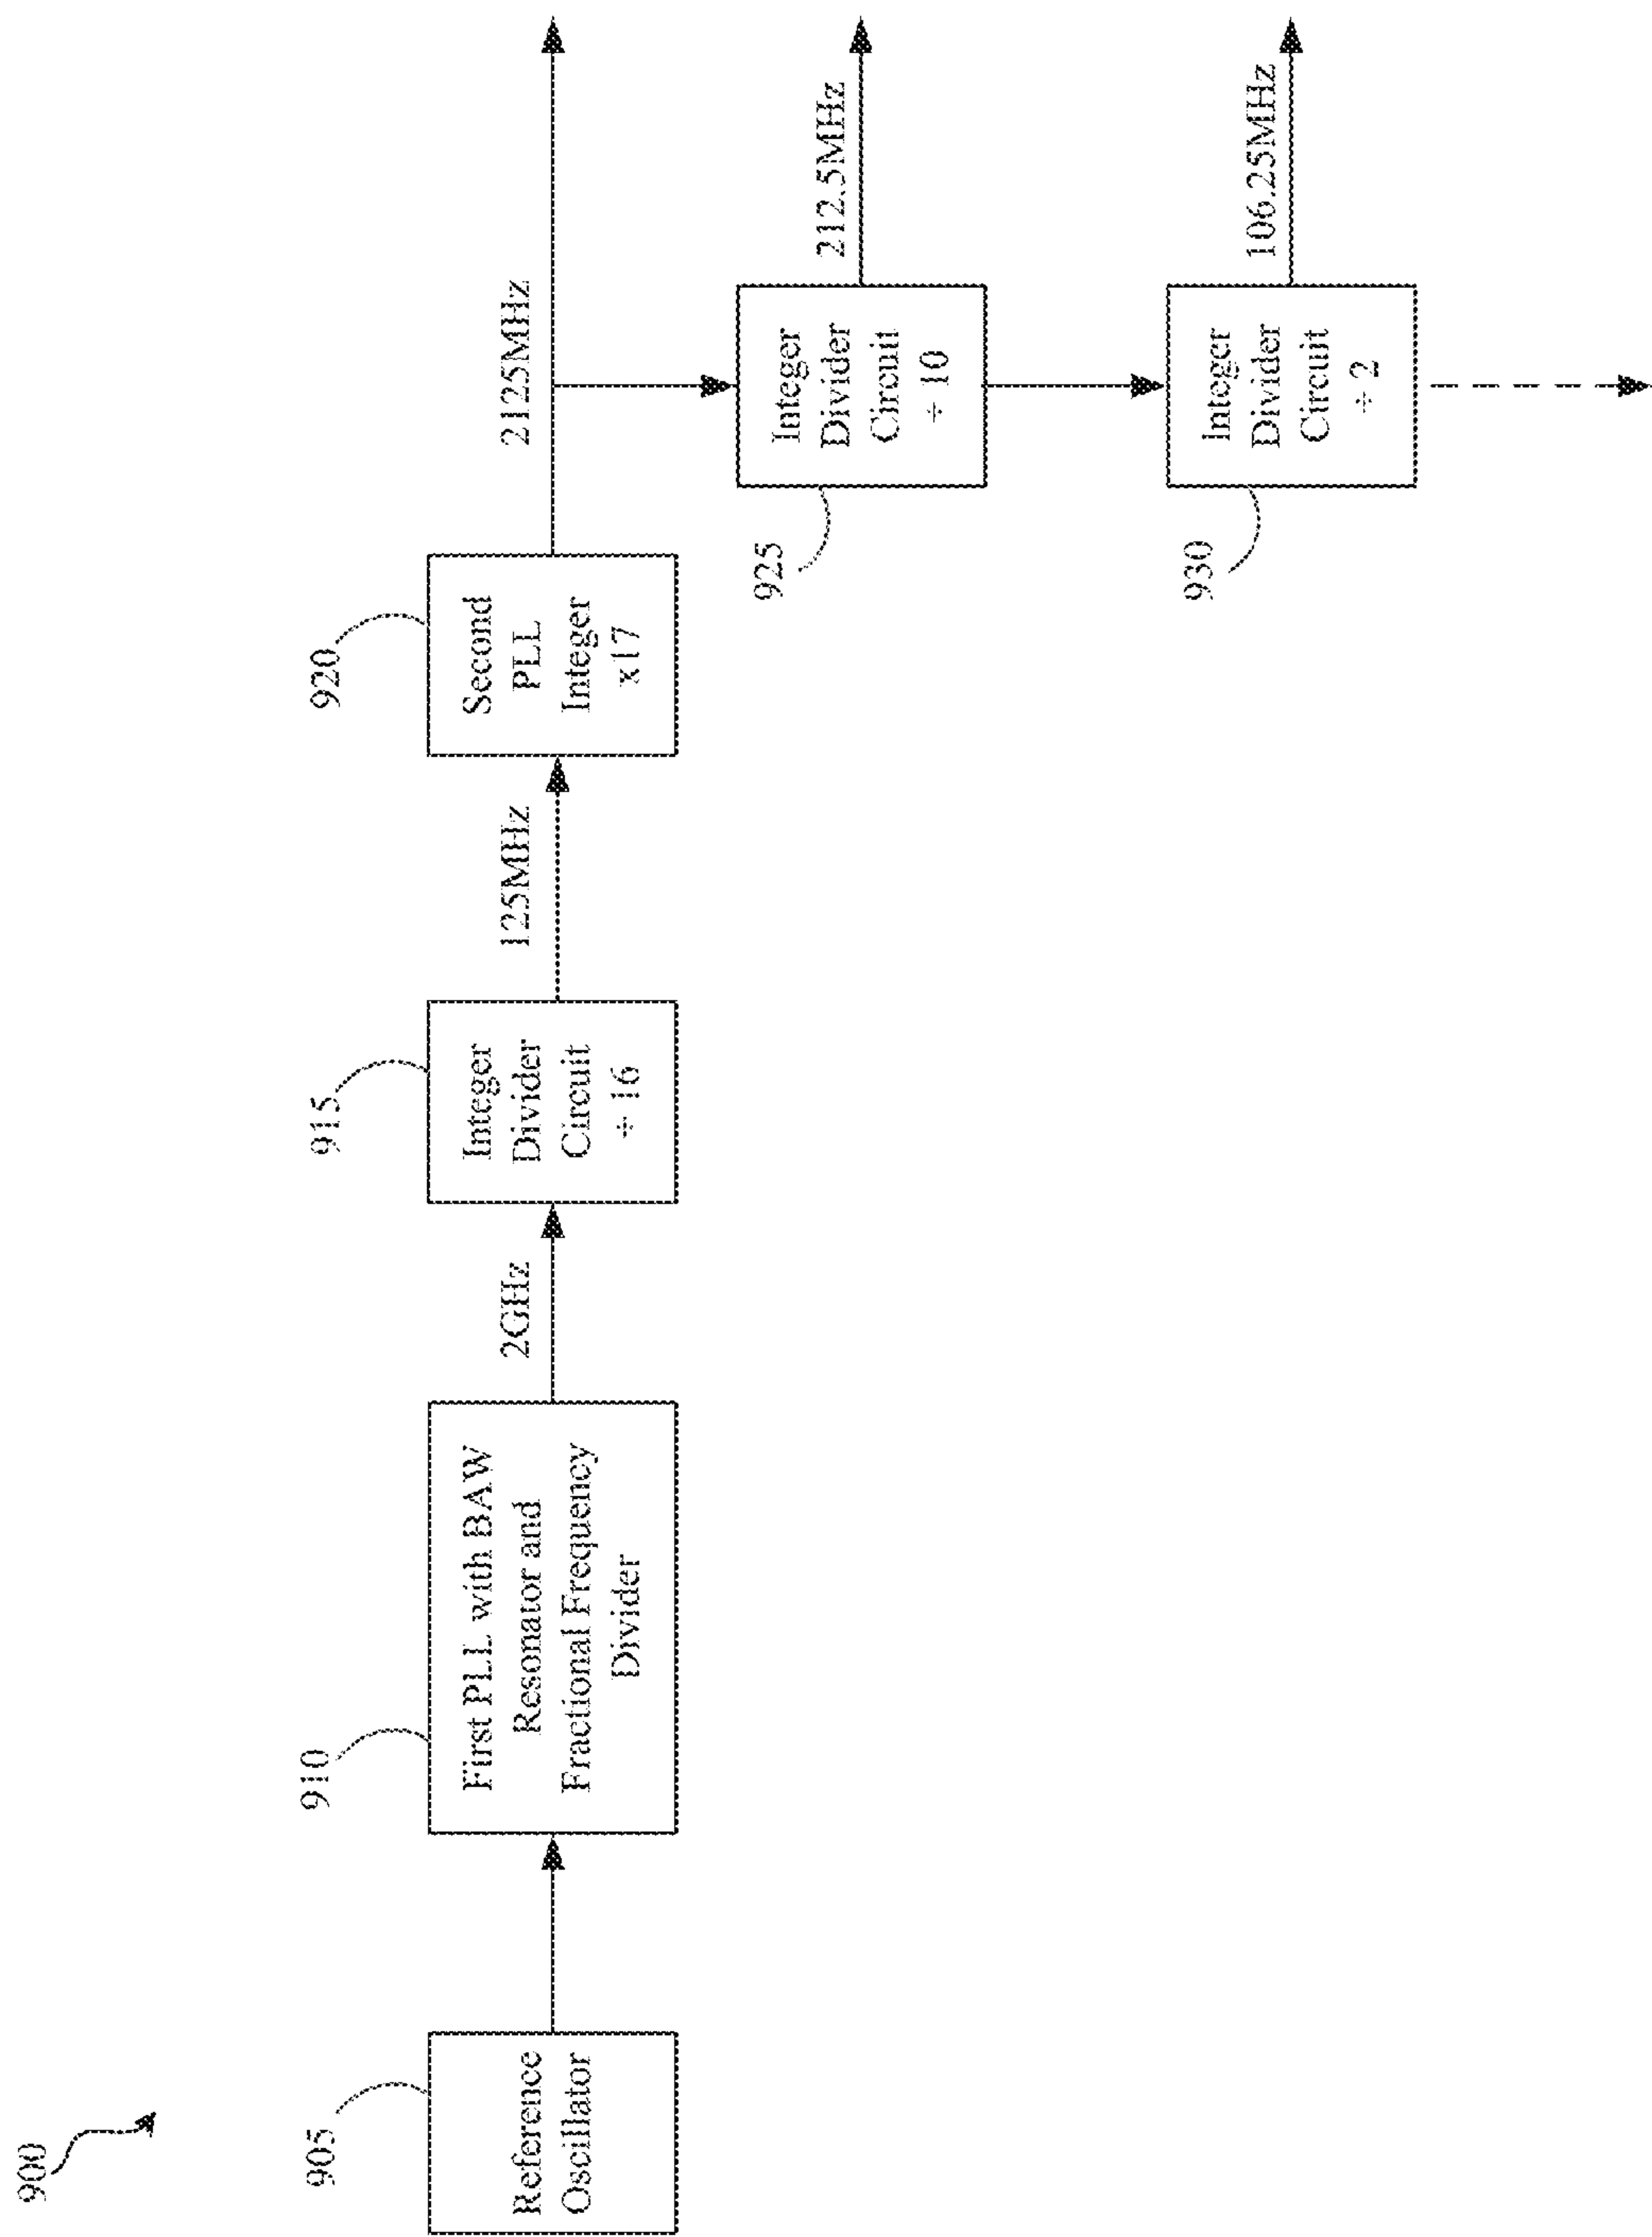 900
905
Reference
Oscillator
910
First PLL with BAW
Resonator and
Fractional Frequency
Divider
2GHz
915
Integer
Divider
Circuit
÷ 16
125MHz
920
Second
PLL
Integer
x17
2125MHz
925
Integer
Divider
Circuit
÷ 10
212.5MHz
930
Integer
Divider
Circuit
÷ 2
106.25MHz